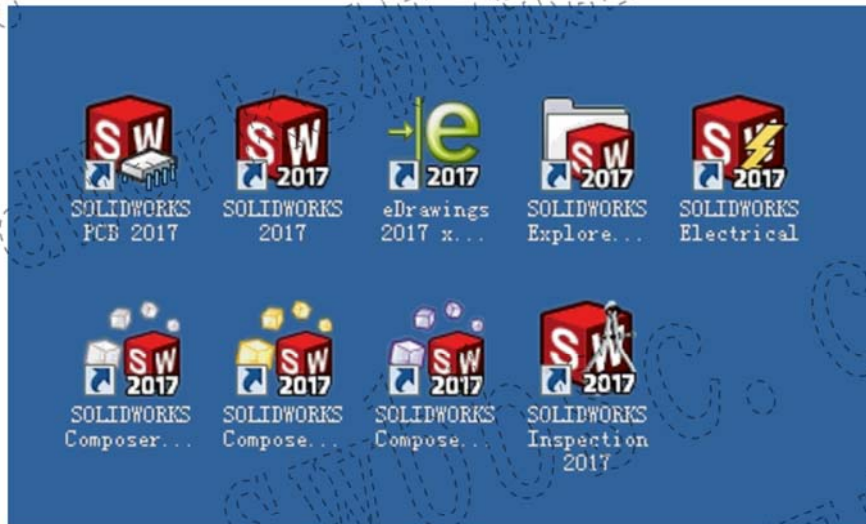 SW
SW 2017
e 2017
SW
SW 2017
SOLIDWORKS PCB 2017
SOLIDWORKS 2017
eDrawings 2017 x...
SOLIDWORKS Explore...
SOLIDWORKS Electrical
SW 2017
SW 2017
SW 2017
SW 2017
SOLIDWORKS Composer...
SOLIDWORKS Compose...
SOLIDWORKS Compose...
SOLIDWORKS Inspection 2017